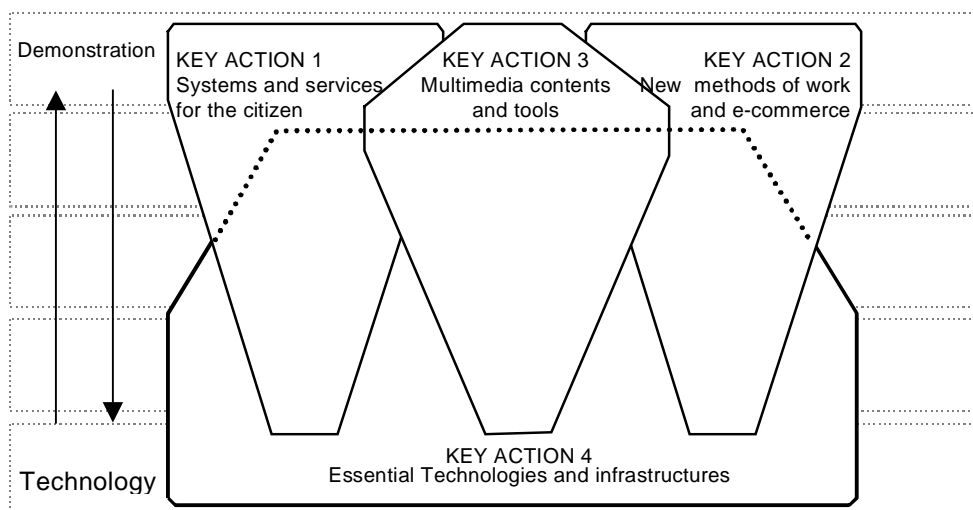 Demonstration
KEY ACTION 1
Systems and services
for the citizen
KEY ACTION 3
Multimedia contents
and tools
KEY ACTION 2
New methods of work
and e-commerce
KEY ACTION 4
Essential Technologies and infrastructures
Technology